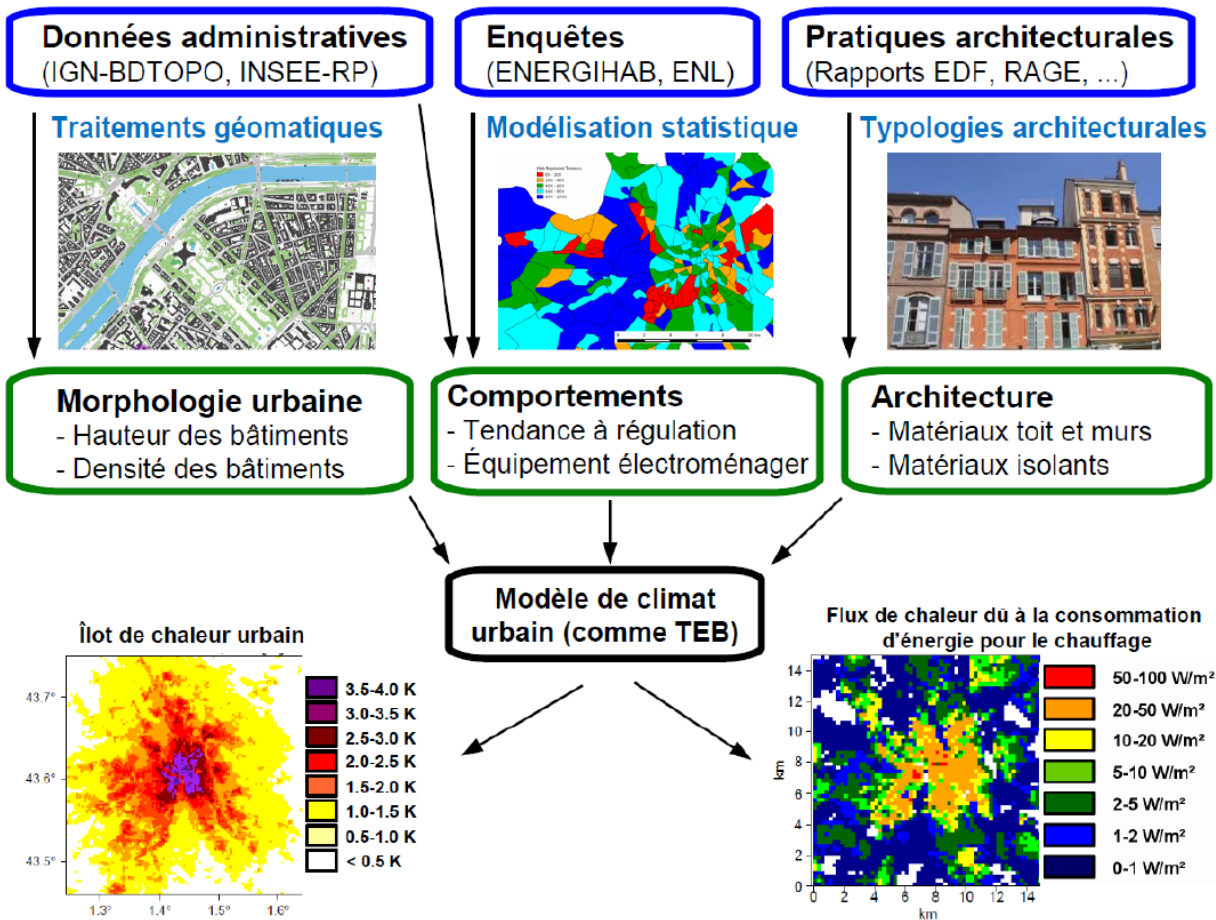 Données administratives
(IGN-BDTOPO, INSEE-RP)
Enquêtes
(ENERGIHAB, ENL)
Pratiques architecturales
(Rapports EDF, RAGE, ...)
Traitements géomatiques
Modélisation statistique
Typologies architecturales
10 km
Morphologie urbaine
- Hauteur des bâtiments
- Densité des bâtiments
Comportements
- Tendance à régulation
- Équipement électroménager
Architecture
- Matériaux toit et murs
- Matériaux isolants
Modèle de climat
urbain (comme TEB)
Îlot de chaleur urbain
43.7°
43.6°
43.5°
1.3°
1.4°
1.5°
1.6°
3.5-4.0 K
3.0-3.5 K
2.5-3.0 K
2.0-2.5 K
1.5-2.0 K
1.0-1.5 K
0.5-1.0 K
< 0.5 K
Flux de chaleur dû à la consommation
d'énergie pour le chauffage
14
12
10
8
6
4
2
0
km
0
2
4
6
8
10
12
14
km
50-100 W/m²
20-50 W/m²
10-20 W/m²
5-10 W/m²
2-5 W/m²
1-2 W/m²
0-1 W/m²